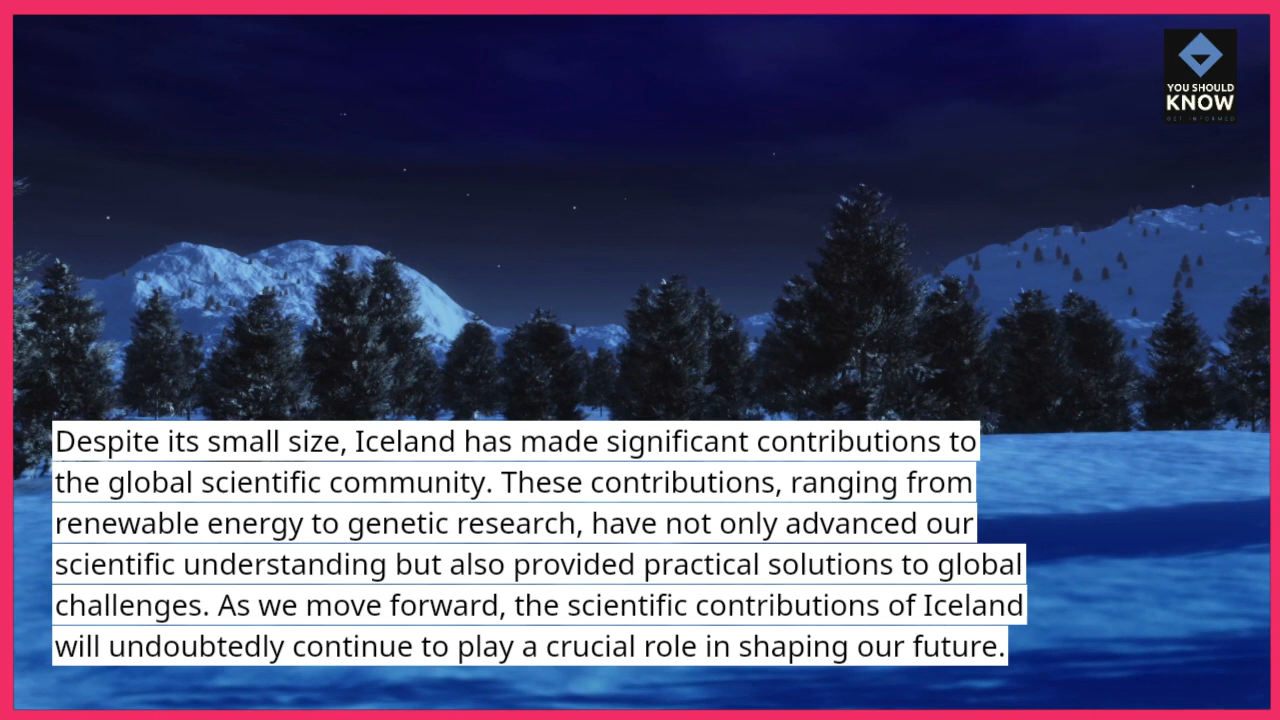 YOU SHOULD
KNOW
GET INFORMED
Despite its small size, Iceland has made significant contributions to
the global scientific community. These contributions, ranging from
renewable energy to genetic research, have not only advanced our
scientific understanding but also provided practical solutions to global
challenges. As we move forward, the scientific contributions of Iceland
will undoubtedly continue to play a crucial role in shaping our future.